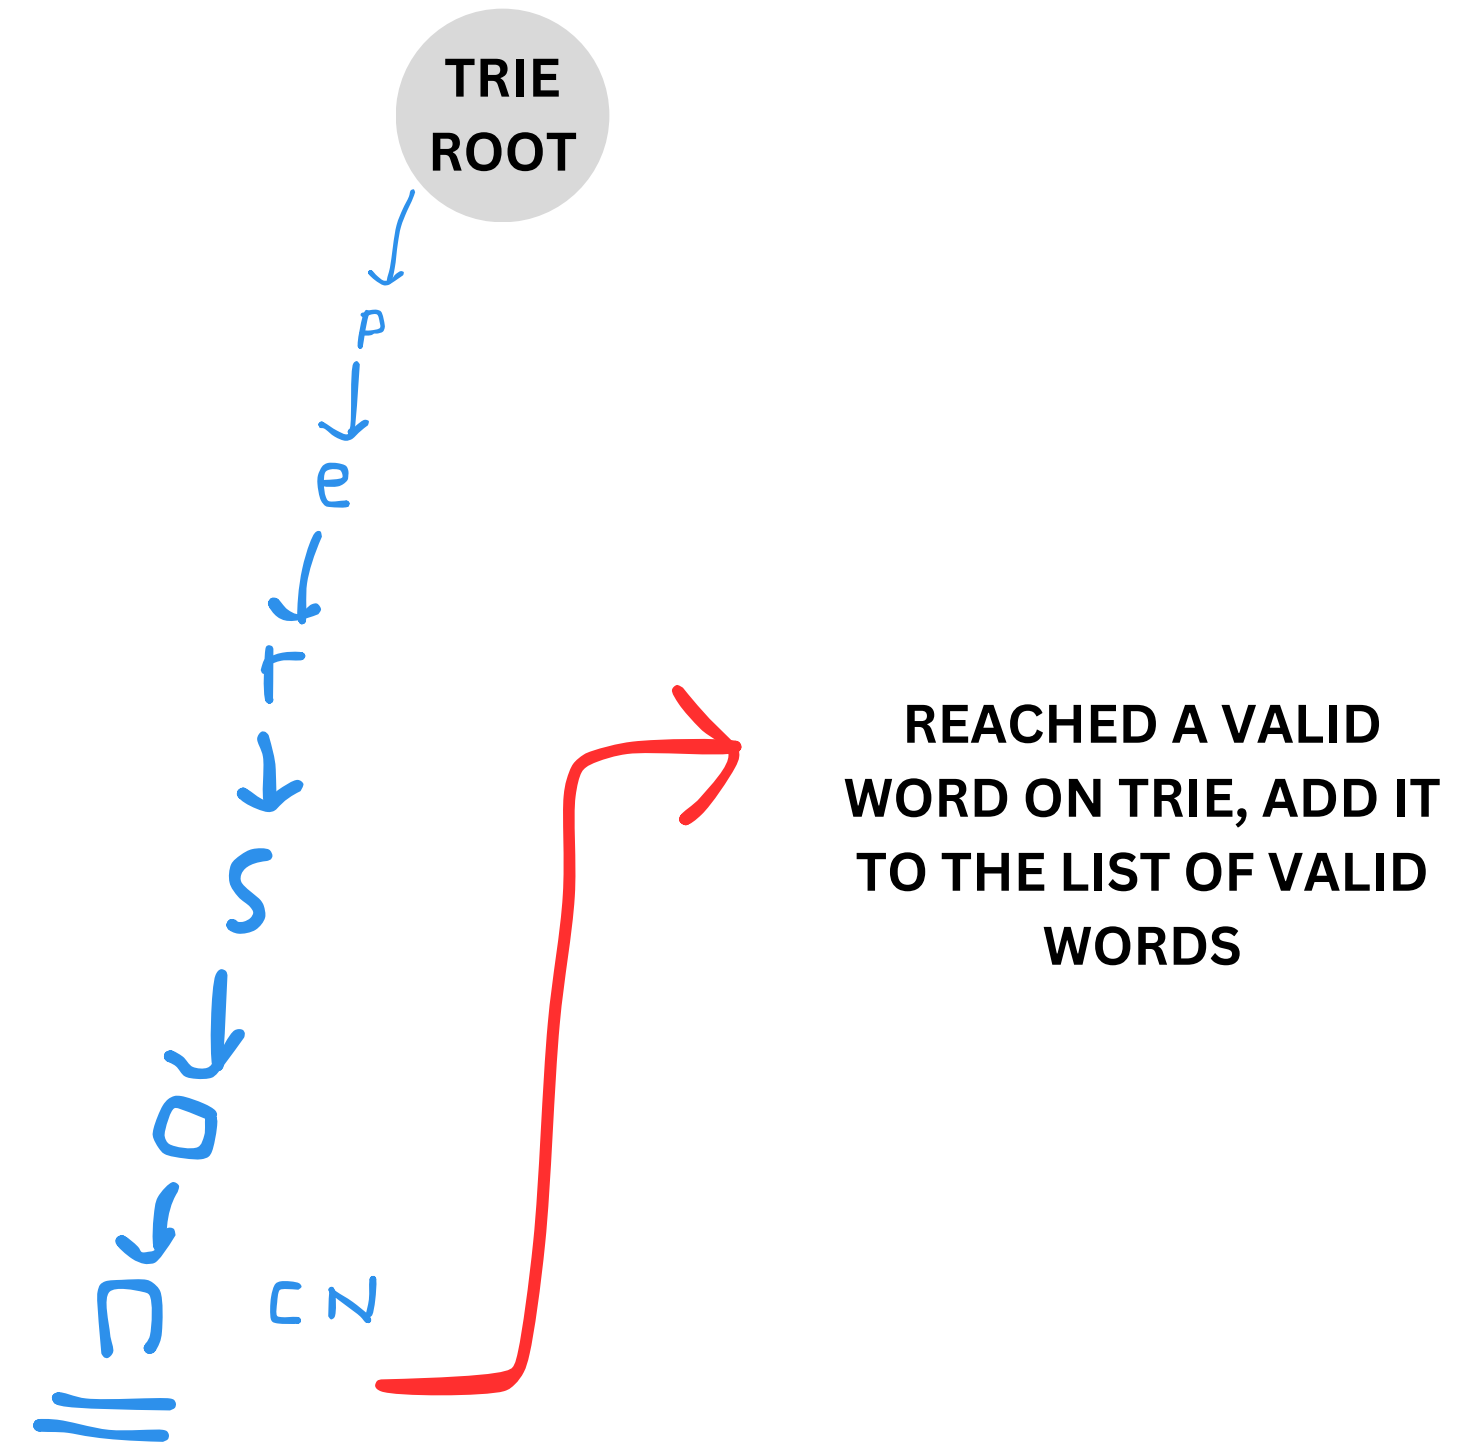 TRIE
ROOT
p
e
r
s
o
n
CN
REACHED A VALID
WORD ON TRIE, ADD IT
TO THE LIST OF VALID
WORDS